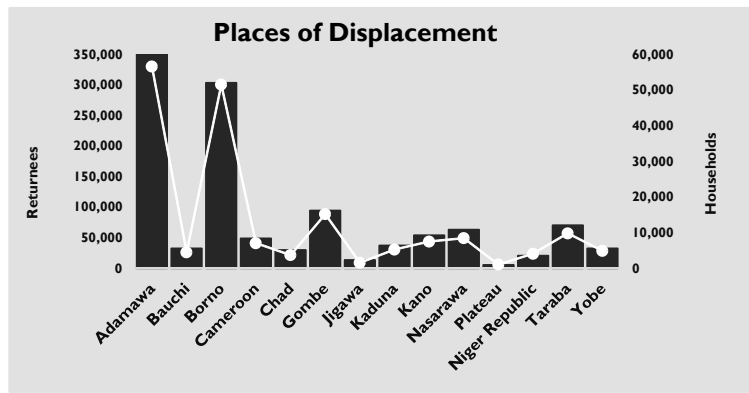 Places of Displacement
350,000
300,000
250,000
200,000
150,000
100,000
50,000
0
Returnees
60,000
50,000
40,000
30,000
20,000
10,000
0
Households
Adamawa
Bauchi
Borno
Cameroon
Chad
Gombe
Jigawa
Kaduna
Kano
Nasarawa
Plateau
Niger Republic
Taraba
Yobe